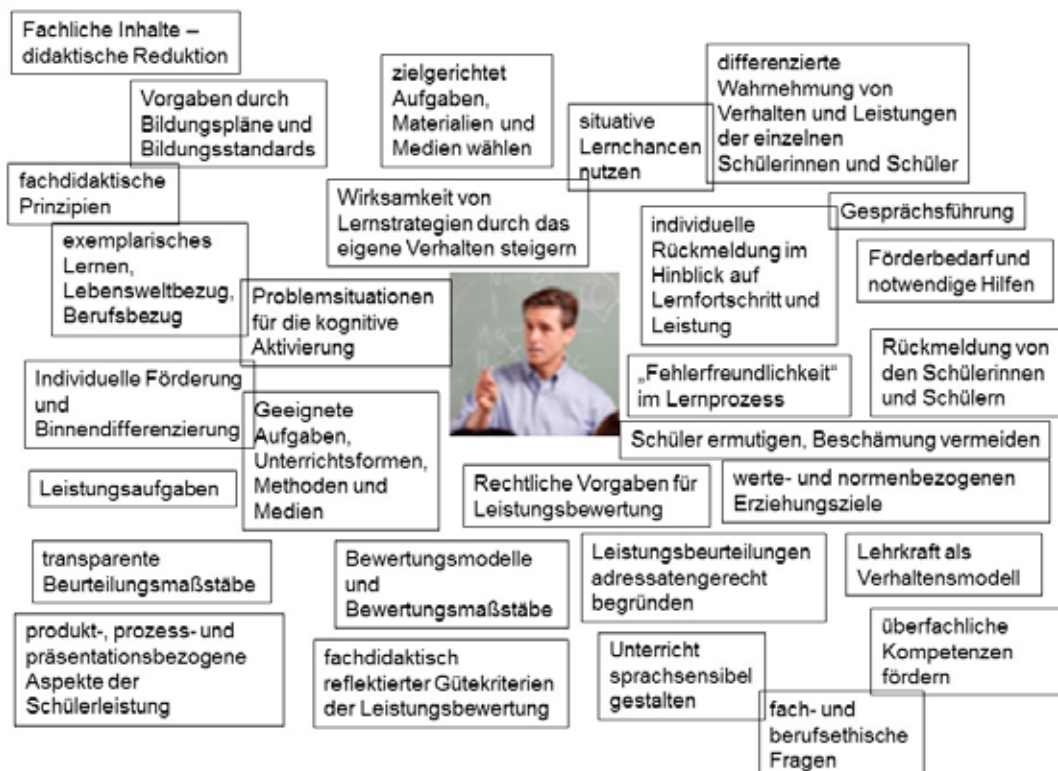 Fachliche Inhalte –
didaktische Reduktion
Vorgaben durch
Bildungspläne und
Bildungsstandards
zielgerichtet
Aufgaben,
Materialien und
Medien wählen
situative
Lernchancen
nutzen
differenzierte
Wahrnehmung von
Verhalten und Leistungen
der einzelnen
Schülerinnen und Schüler
fachdidaktische
Prinzipien
Wirksamkeit von
Lernstrategien durch das
eigene Verhalten steigern
individuelle
Rückmeldung im
Hinblick auf
Lernfortschritt und
Leistung
Gesprächsführung
exemplarisches
Lernen,
Lebensweltbezug,
Berufsbezug
Förderbedarf und
notwendige Hilfen
Problemsituationen
für die kognitive
Aktivierung
Individuelle Förderung
und
Binnendifferenzierung
Geeignete
Aufgaben,
Unterrichtsformen,
Methoden und
Medien
„Fehlerfreundlichkeit“
im Lernprozess
Rückmeldung von
den Schülerinnen
und Schülern
Schüler ermutigen, Beschämung vermeiden
Leistungsaufgaben
Rechtliche Vorgaben für
Leistungsbewertung
werte- und normenbezogenen
Erziehungsziele
transparente
Beurteilungsmaßstäbe
Bewertungsmodelle
und
Bewertungsmaßstäbe
Leistungsbeurteilungen
adressatengerecht
begründen
Lehrkraft als
Verhaltensmodell
produkt-, prozess- und
präsentationsbezogene
Aspekte der
Schülerleistung
fachdidaktisch
reflektierter Gütekriterien
der Leistungsbewertung
Unterricht
sprachsensibel
gestalten
überfachliche
Kompetenzen
fördern
fach- und
berufsethische
Fragen